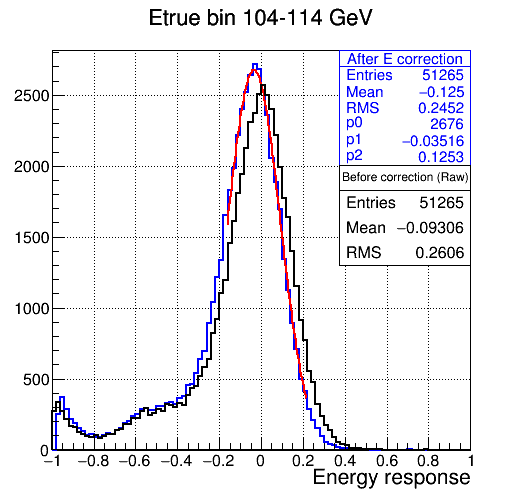 Etrue bin 104-114 GeV
After E correction
Entries 51265
Mean −0.125
RMS 0.2452
p0 2676
p1 −0.03516
p2 0.1253
Before correction (Raw)
Entries 51265
Mean −0.09306
RMS 0.2606
2500
2000
1500
1000
500
0
−1 −0.8 −0.6 −0.4 −0.2 0 0.2 0.4 0.6 0.8 1
Energy response